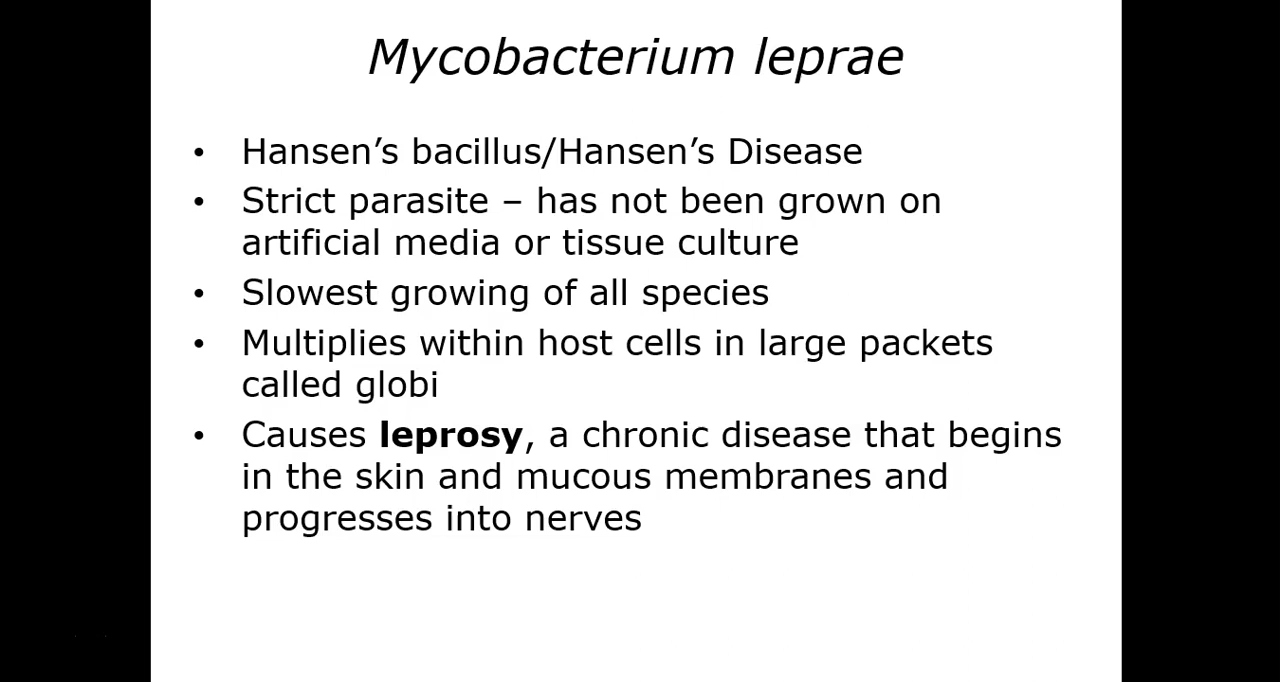 Mycobacterium leprae
• Hansen’s bacillus/Hansen’s Disease
• Strict parasite – has not been grown on
artificial media or tissue culture
• Slowest growing of all species
• Multiplies within host cells in large packets
called globi
• Causes leprosy, a chronic disease that begins
in the skin and mucous membranes and
progresses into nerves